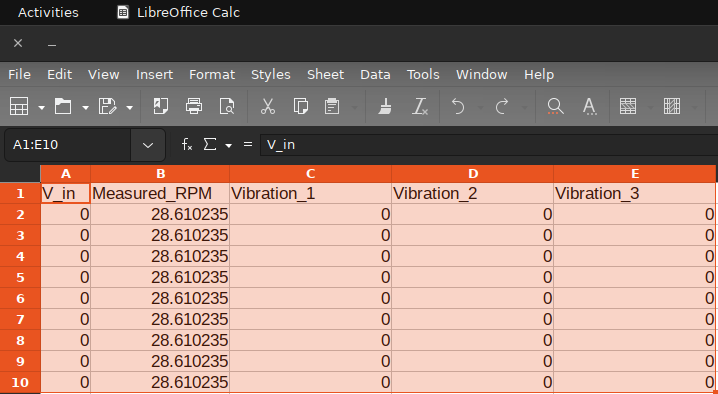 Activities LibreOffice Calc
File Edit View Insert Format Styles Sheet Data Tools Window Help
A1:E10 fx Σ = V_in
A B C D E
1 V_in Measured_RPM Vibration_1 Vibration_2 Vibration_3
2 0 28.610235 0 0 0
3 0 28.610235 0 0 0
4 0 28.610235 0 0 0
5 0 28.610235 0 0 0
6 0 28.610235 0 0 0
7 0 28.610235 0 0 0
8 0 28.610235 0 0 0
9 0 28.610235 0 0 0
10 0 28.610235 0 0 0